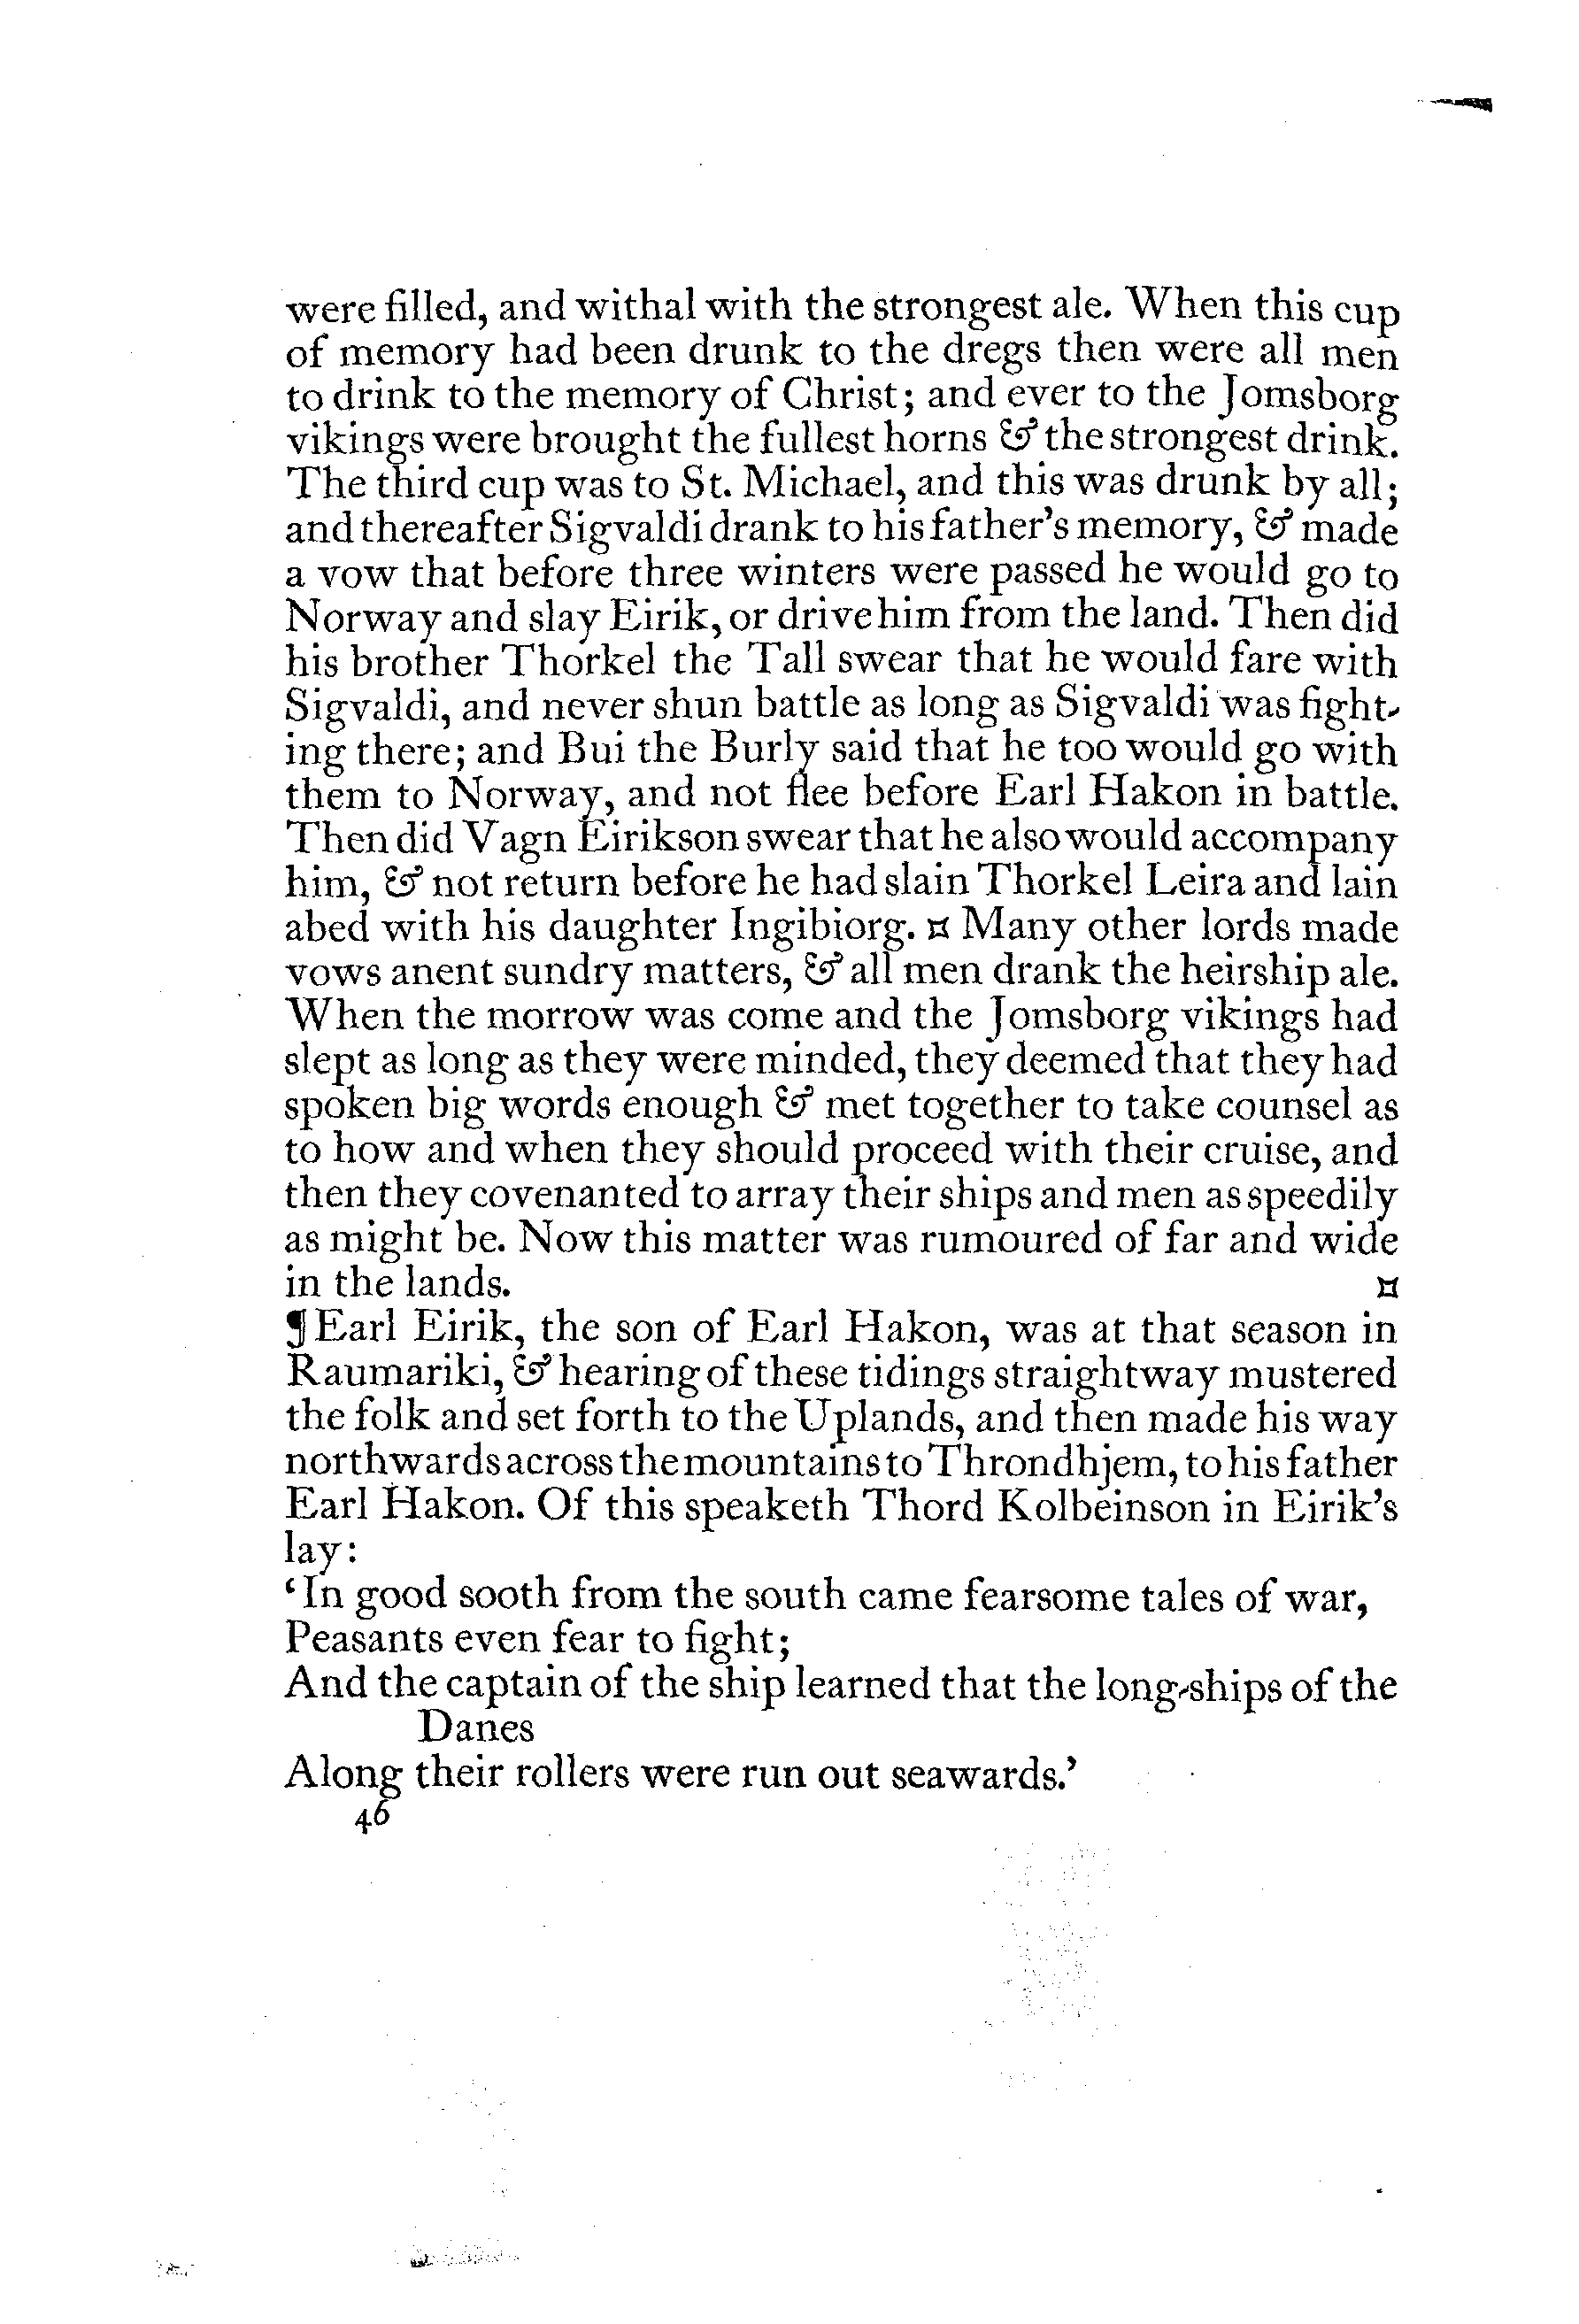 were filled, and withal with the strongest ale. When this cup
of memory had been drunk to the dregs then were all men
to drink to the memory of Christ; and ever to the Jomsborg
vikings were brought the fullest horns & the strongest drink.
The third cup was to St. Michael, and this was drunk by all;
and thereafter Sigvaldi drank to his father's memory, & made
a vow that before three winters were passed he would go to
Norway and slay Eirik, or drive him from the land. Then did
his brother Thorkel the Tall swear that he would fare with
Sigvaldi, and never shun battle as long as Sigvaldi was fight-
ing there; and Bui the Burly said that he too would go with
them to Norway, and not flee before Earl Hakon in battle.
Then did Vagn Eirikson swear that he also would accompany
him, & not return before he had slain Thorkel Leira and lain
abed with his daughter Ingibiorg. ¤ Many other lords made
vows anent sundry matters, & all men drank the heirship ale.
When the morrow was come and the Jomsborg vikings had
slept as long as they were minded, they deemed that they had
spoken big words enough & met together to take counsel as
to how and when they should proceed with their cruise, and
then they covenanted to array their ships and men as speedily
as might be. Now this matter was rumoured of far and wide
in the lands. ¤
¶ Earl Eirik, the son of Earl Hakon, was at that season in
Raumariki, & hearing of these tidings straightway mustered
the folk and set forth to the Uplands, and then made his way
northwards across the mountains to Throndhjem, to his father
Earl Hakon. Of this speaketh Thord Kolbeinson in Eirik's
lay:
‘In good sooth from the south came fearsome tales of war,
Peasants even fear to fight;
And the captain of the ship learned that the long-ships of the
Danes
Along their rollers were run out seawards.’
46